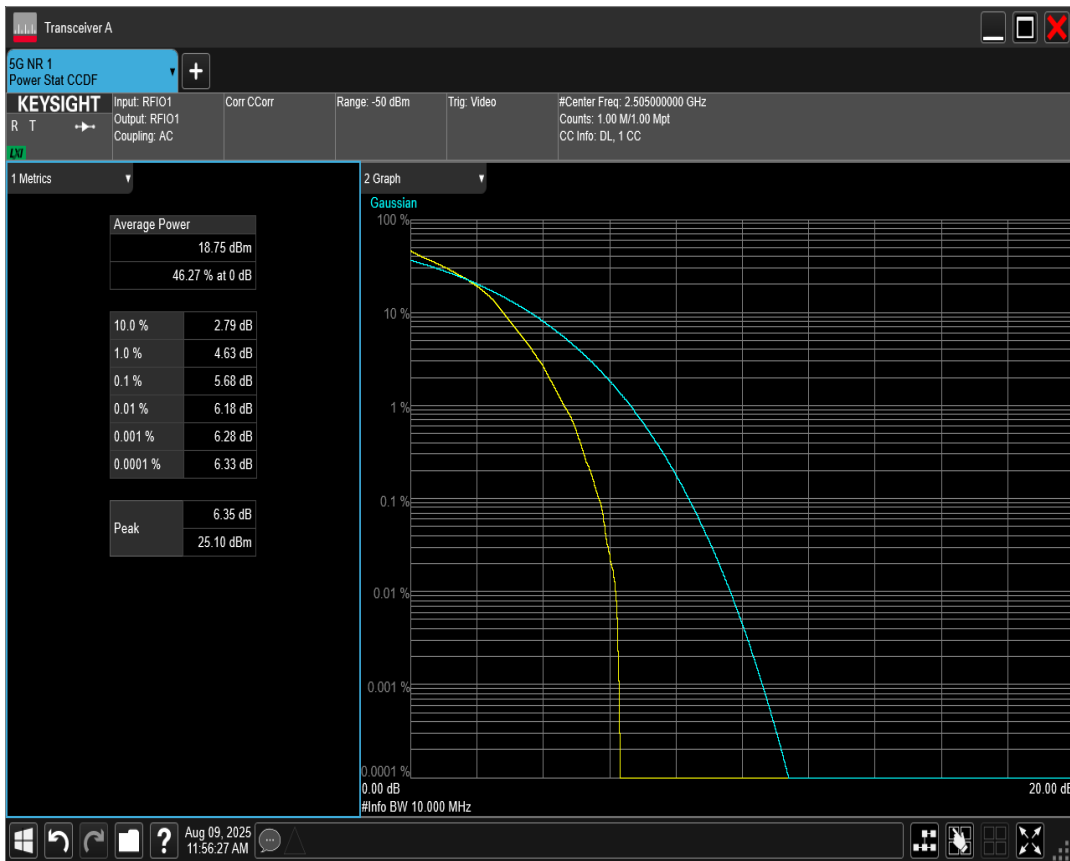 Transceiver A
5G NR 1
Power Stat CCDF
KEYSIGHT
R T
LXI
Input: RFIO1
Output: RFIO1
Coupling: AC
Corr CCorr
Range: -50 dBm
Trig: Video
#Center Freq: 2.505000000 GHz
Counts: 1.00 M/1.00 Mpt
CC Info: DL, 1 CC
1 Metrics
Average Power
18.75 dBm
46.27 % at 0 dB
10.0 % 2.79 dB
1.0 % 4.63 dB
0.1 % 5.68 dB
0.01 % 6.18 dB
0.001 % 6.28 dB
0.0001 % 6.33 dB
Peak
6.35 dB
25.10 dBm
2 Graph
Gaussian
100 %
10 %
1 %
0.1 %
0.01 %
0.001 %
0.0001 %
0.00 dB
20.00 dB
#Info BW 10.000 MHz
Aug 09, 2025
11:56:27 AM